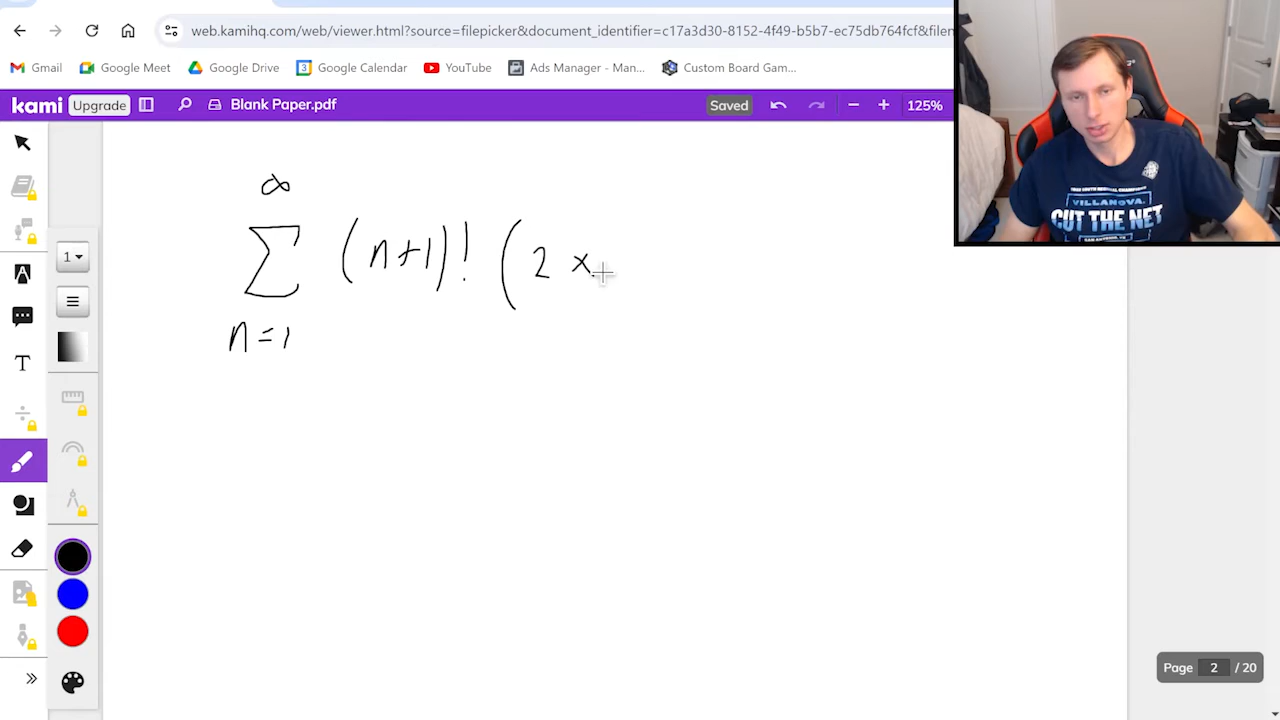 web.kamihq.com/web/viewer.html?source=filepicker&document_identifier=c17a3d30-8152-4f49-b5b7-ec75db764fcf&filen
Gmail Google Meet Google Drive 3 Google Calendar YouTube Ads Manager - Man... Custom Board Gam...
kami Upgrade Blank Paper.pdf Saved 125%
∞
∑ (n+1)! (2x
n=1
1
T
VILLANOVA.
CUT THE NET
Page 2 / 20